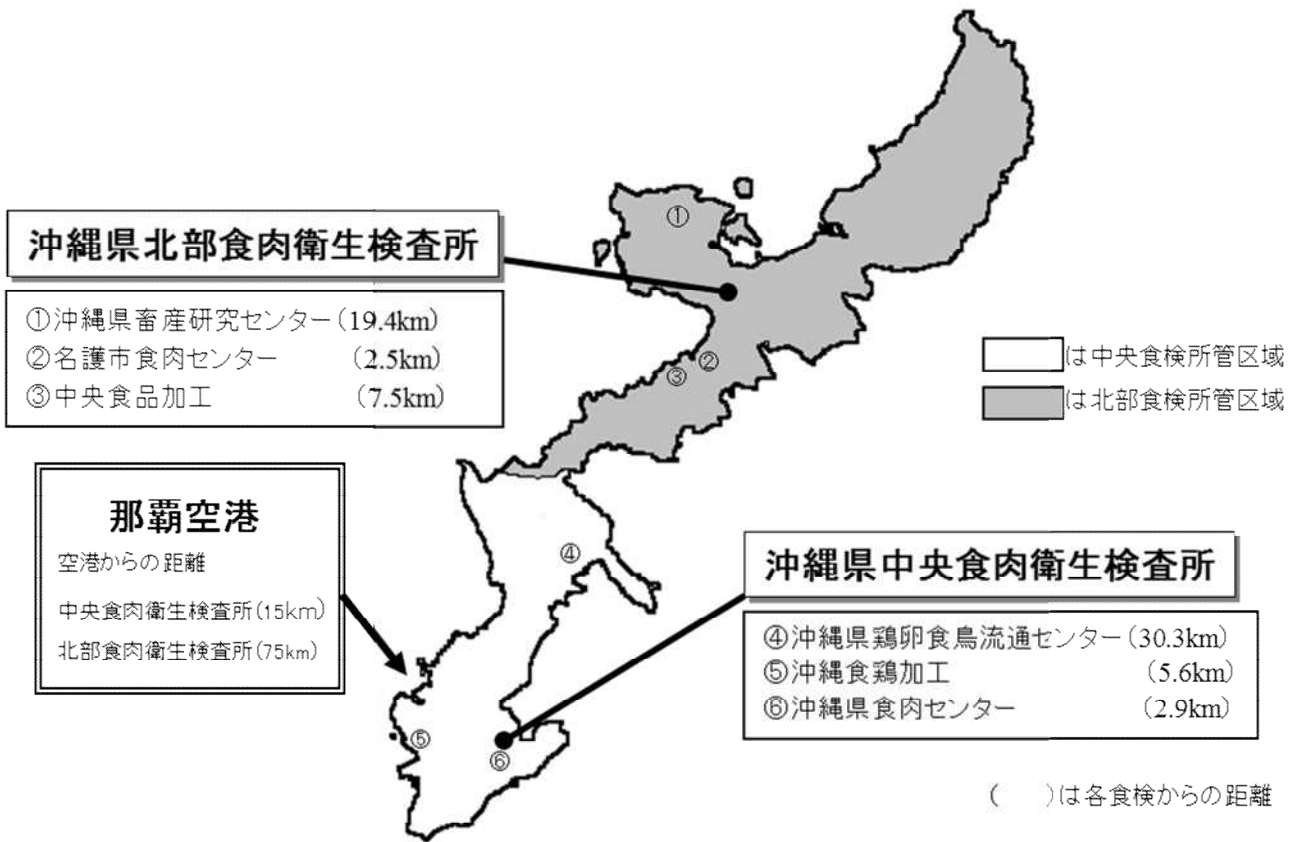 沖縄県北部食肉衛生検査所
①沖縄県畜産研究センター(19.4km)
②名護市食肉センター (2.5km)
③中央食品加工 (7.5km)
①
②
③
は中央食検所管区域
は北部食検所管区域
那覇空港
空港からの距離
中央食肉衛生検査所(15km)
北部食肉衛生検査所(75km)
④
⑤
⑥
沖縄県中央食肉衛生検査所
④沖縄県鶏卵食鳥流通センター(30.3km)
⑤沖縄食鶏加工 (5.6km)
⑥沖縄県食肉センター (2.9km)
( )は各食検からの距離